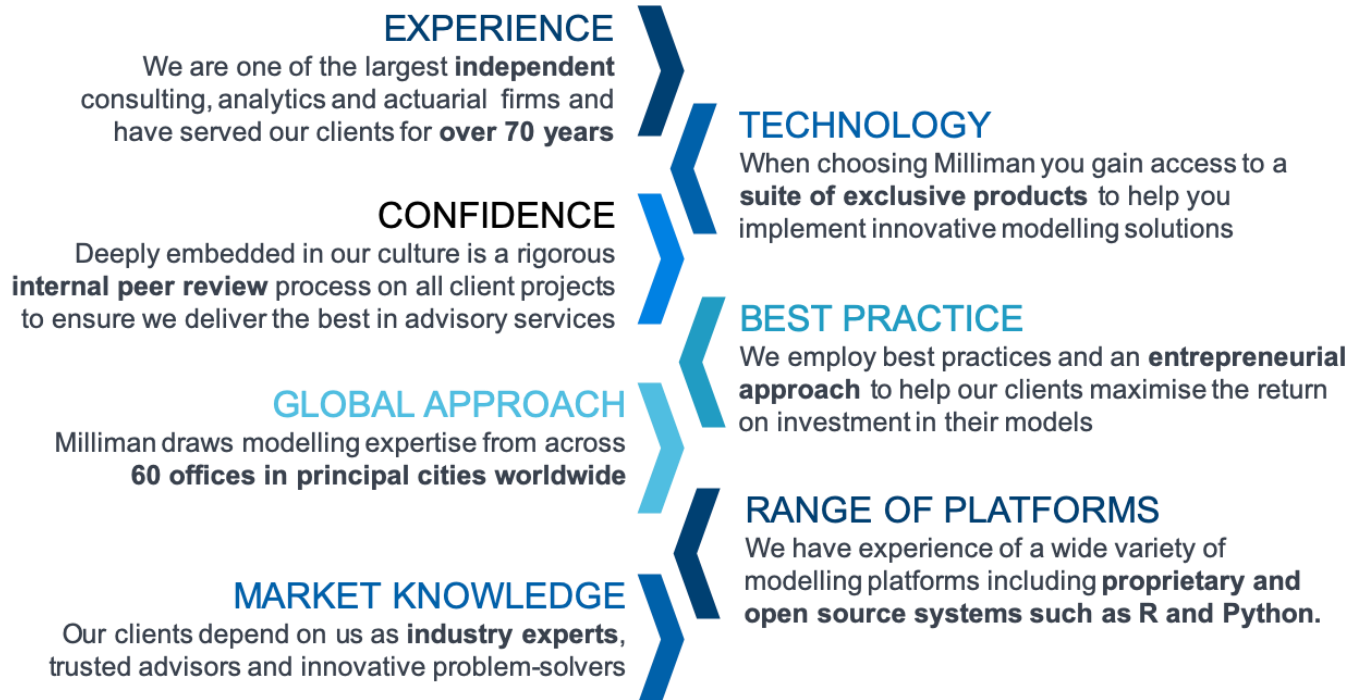 EXPERIENCE
We are one of the largest independent
consulting, analytics and actuarial firms and
have served our clients for over 70 years
TECHNOLOGY
When choosing Milliman you gain access to a
suite of exclusive products to help you
implement innovative modelling solutions
CONFIDENCE
Deeply embedded in our culture is a rigorous
internal peer review process on all client projects
to ensure we deliver the best in advisory services
BEST PRACTICE
We employ best practices and an entrepreneurial
approach to help our clients maximise the return
on investment in their models
GLOBAL APPROACH
Milliman draws modelling expertise from across
60 offices in principal cities worldwide
RANGE OF PLATFORMS
We have experience of a wide variety of
modelling platforms including proprietary and
open source systems such as R and Python.
MARKET KNOWLEDGE
Our clients depend on us as industry experts,
trusted advisors and innovative problem-solvers